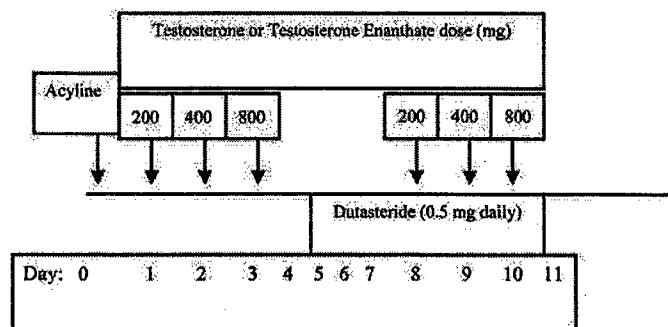 Testosterone or Testosterone Enanthate dose (mg)
Acyline
200 400 800 200 400 800
Dutasteride (0.5 mg daily)
Day: 0 1 2 3 4 5 6 7 8 9 10 11